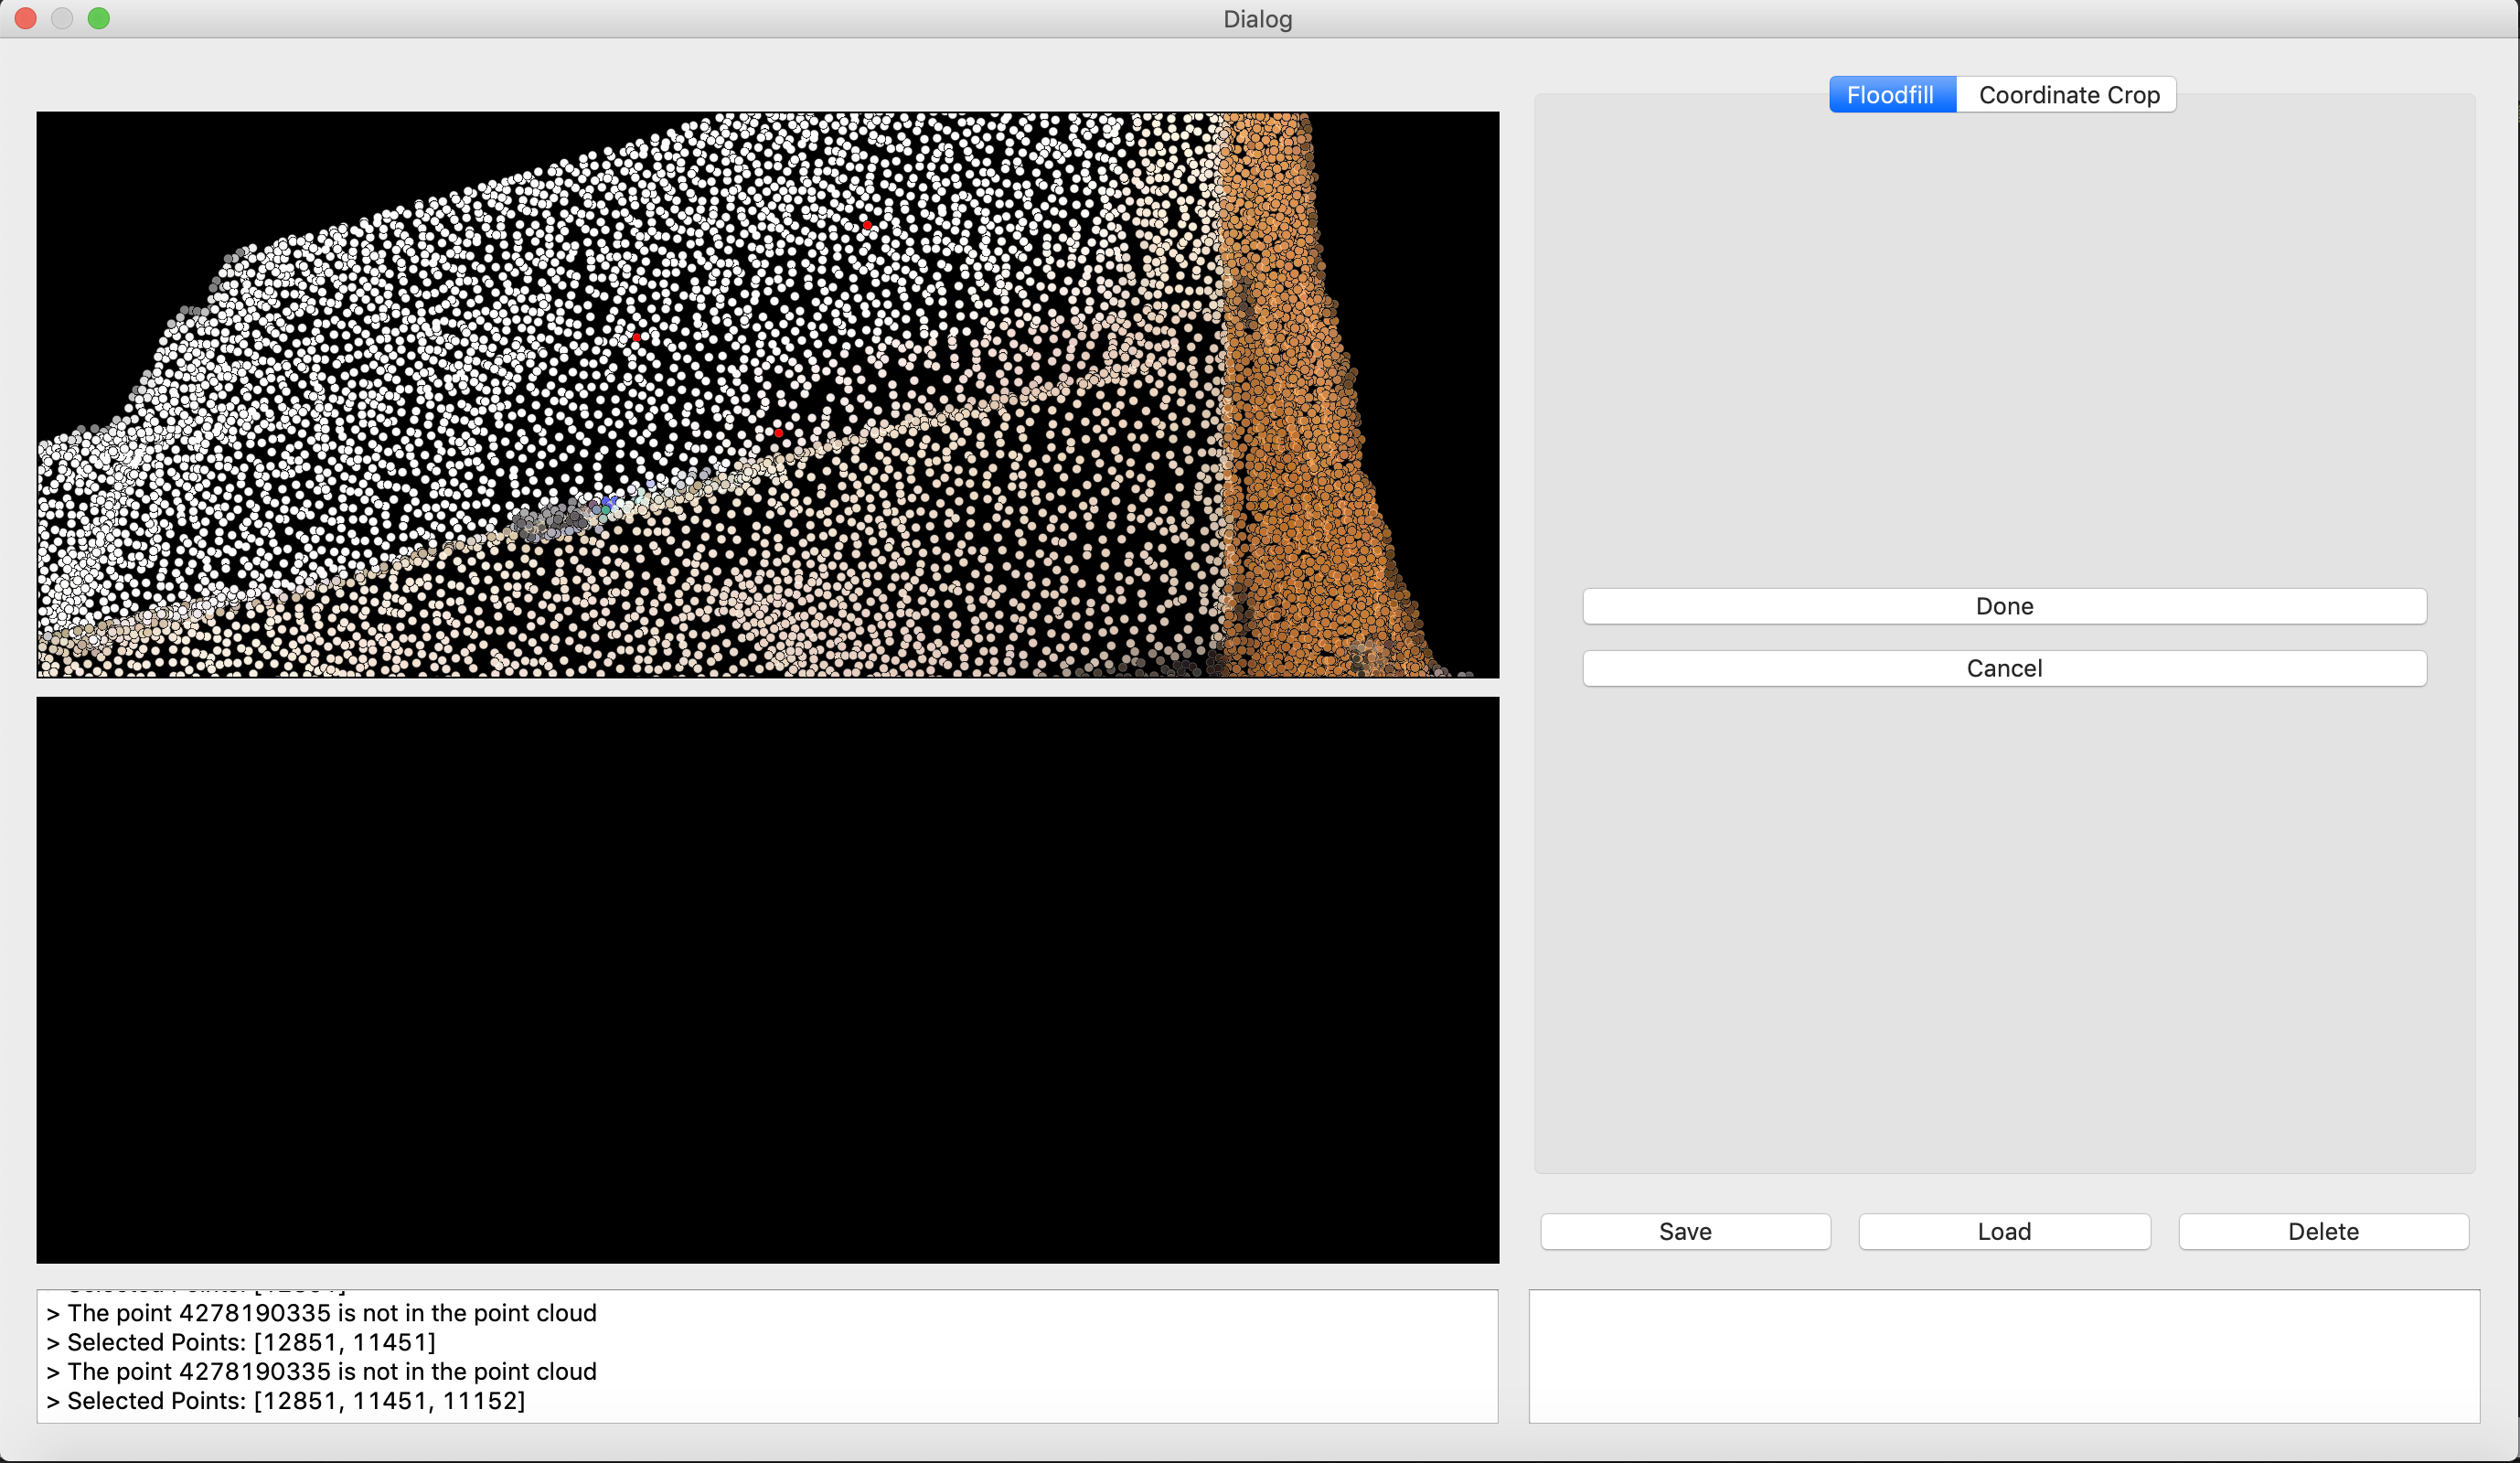 Dialog
Floodfill
Coordinate Crop
Done
Cancel
Save
Load
Delete
> The point 4278190335 is not in the point cloud
> Selected Points: [12851, 11451]
> The point 4278190335 is not in the point cloud
> Selected Points: [12851, 11451, 11152]